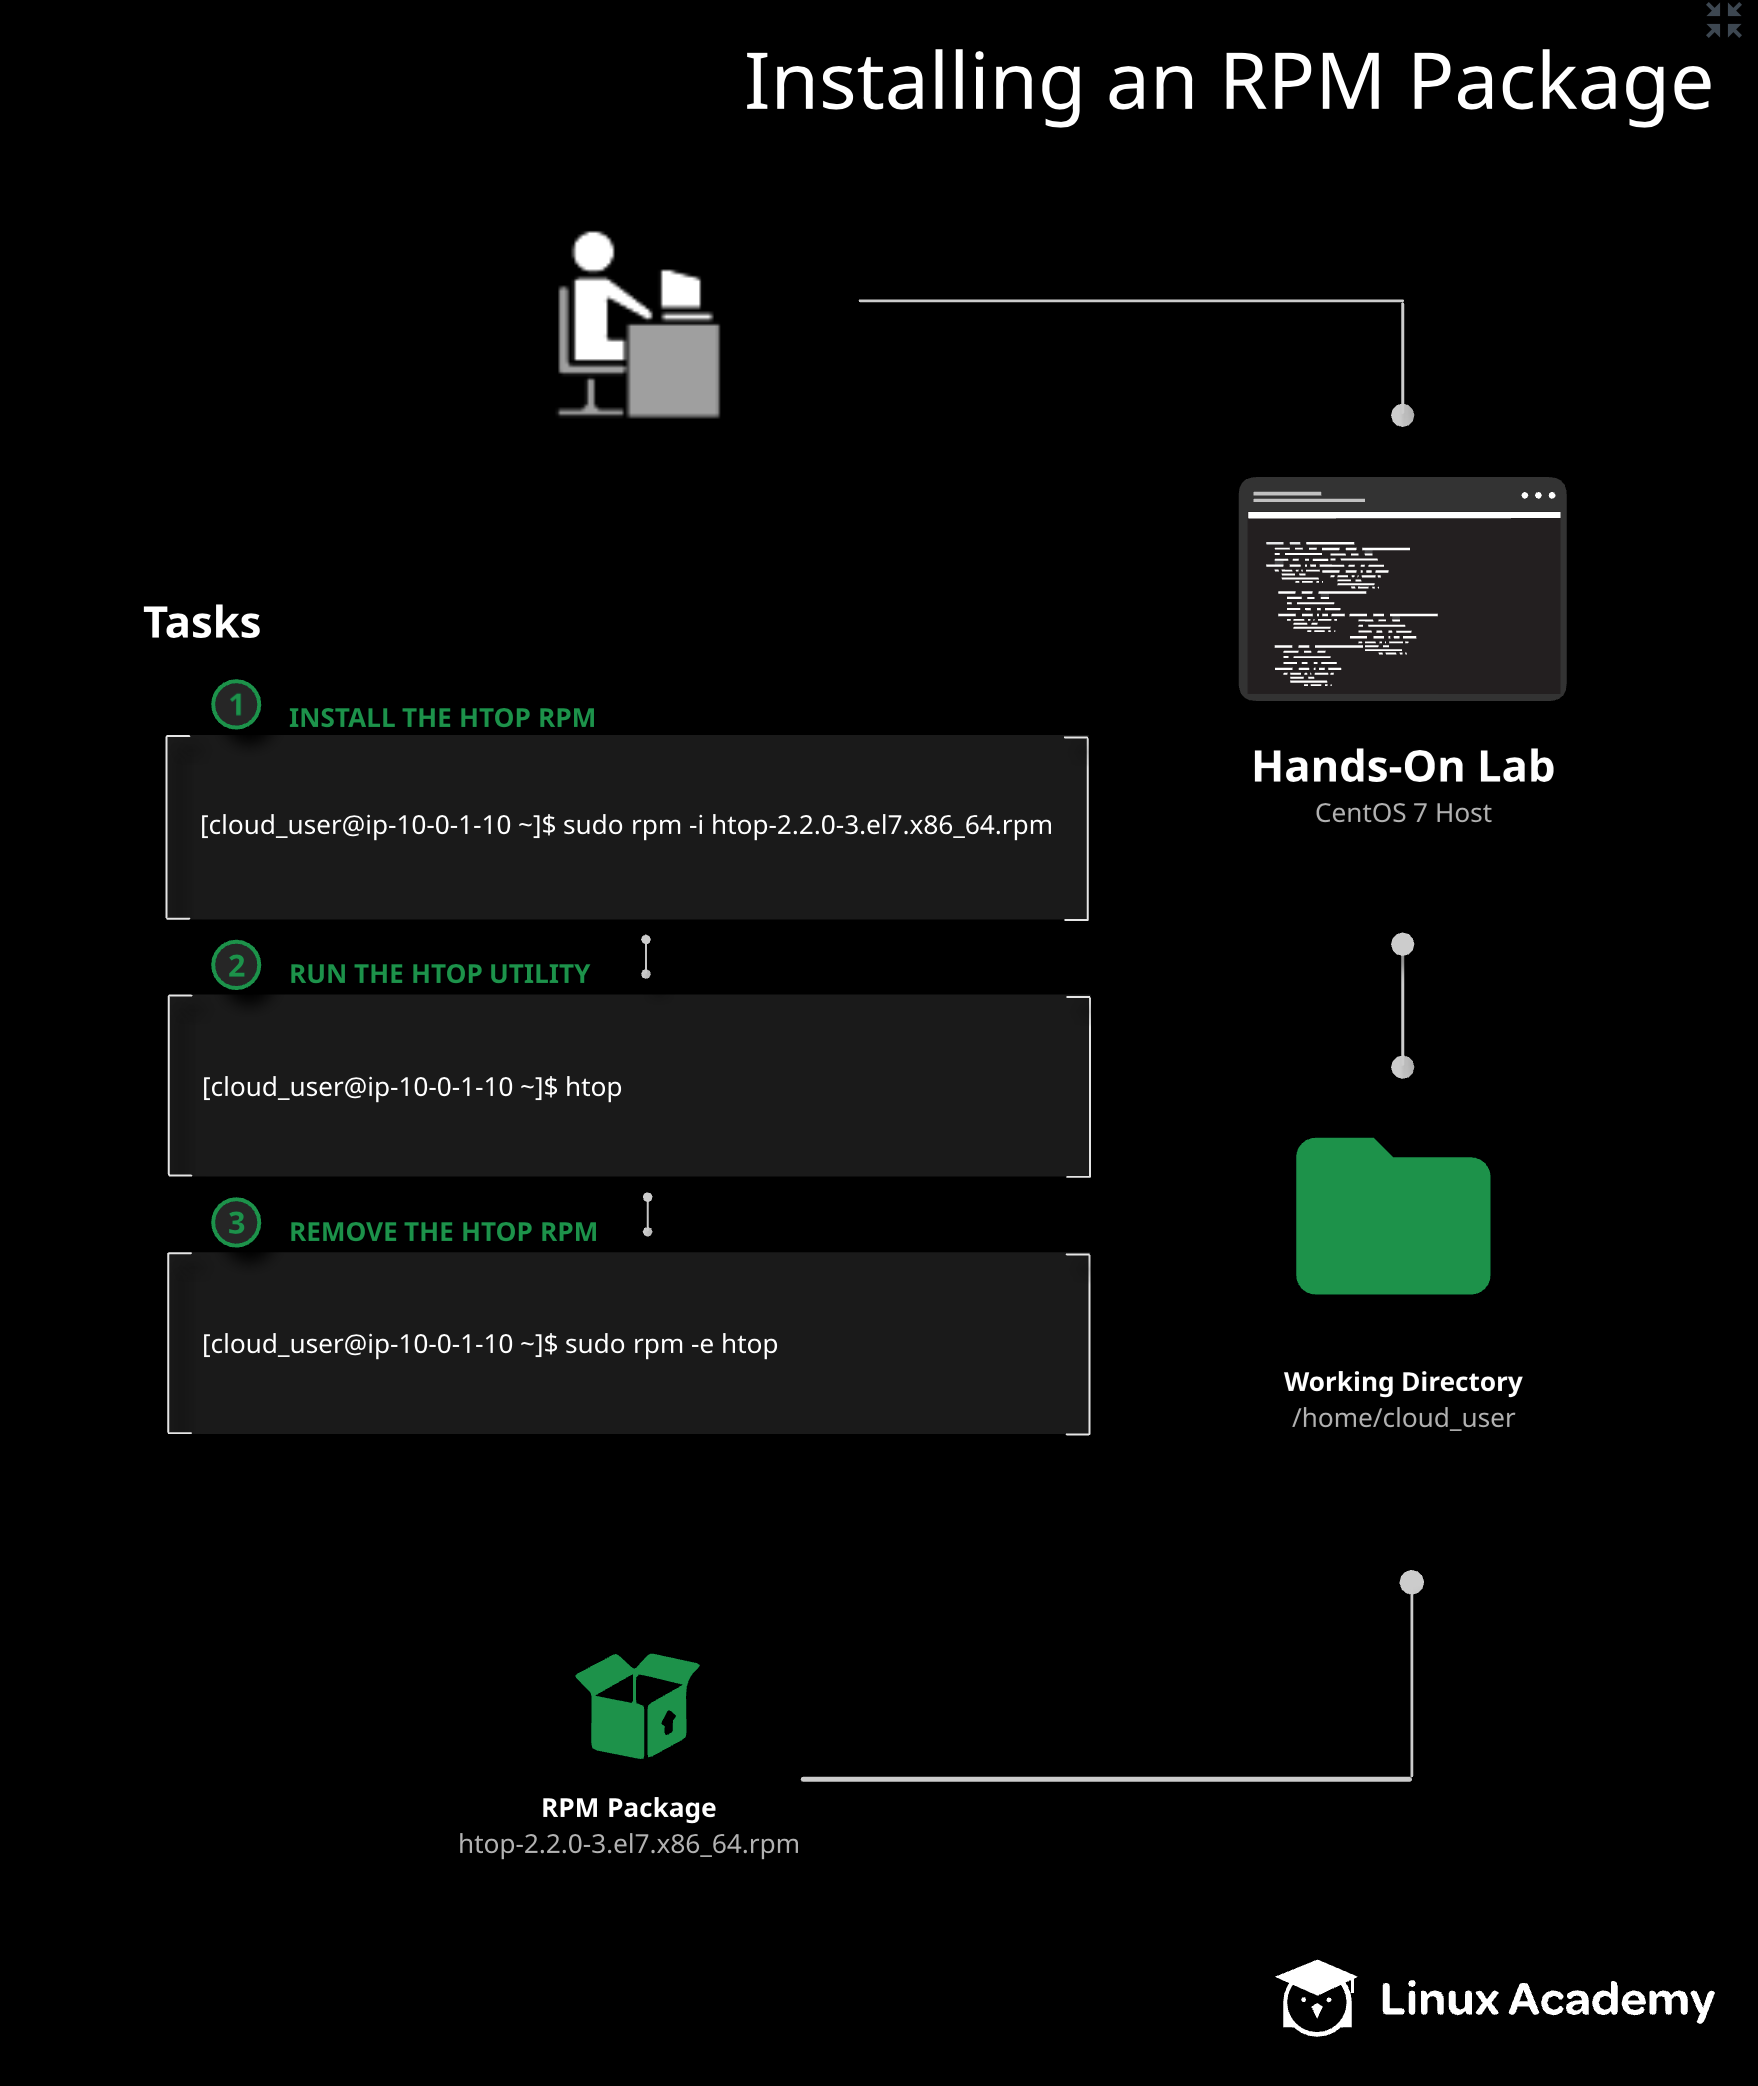 Installing an RPM Package
Tasks
1
INSTALL THE HTOP RPM
[cloud_user@ip-10-0-1-10 ~]$ sudo rpm -i htop-2.2.0-3.el7.x86_64.rpm
2
RUN THE HTOP UTILITY
[cloud_user@ip-10-0-1-10 ~]$ htop
3
REMOVE THE HTOP RPM
[cloud_user@ip-10-0-1-10 ~]$ sudo rpm -e htop
Hands-On Lab
CentOS 7 Host
Working Directory
/home/cloud_user
RPM Package
htop-2.2.0-3.el7.x86_64.rpm
Linux Academy